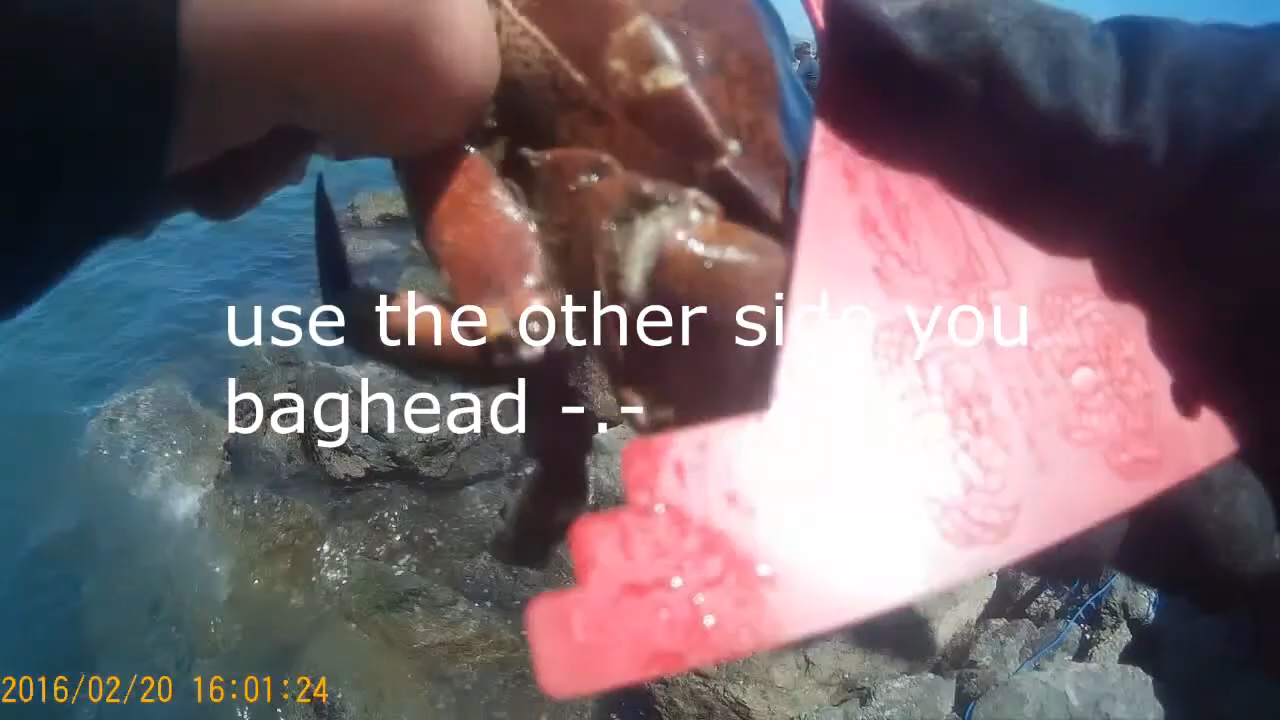 use the other side you
baghead -.-
2016/02/20 16:01:24